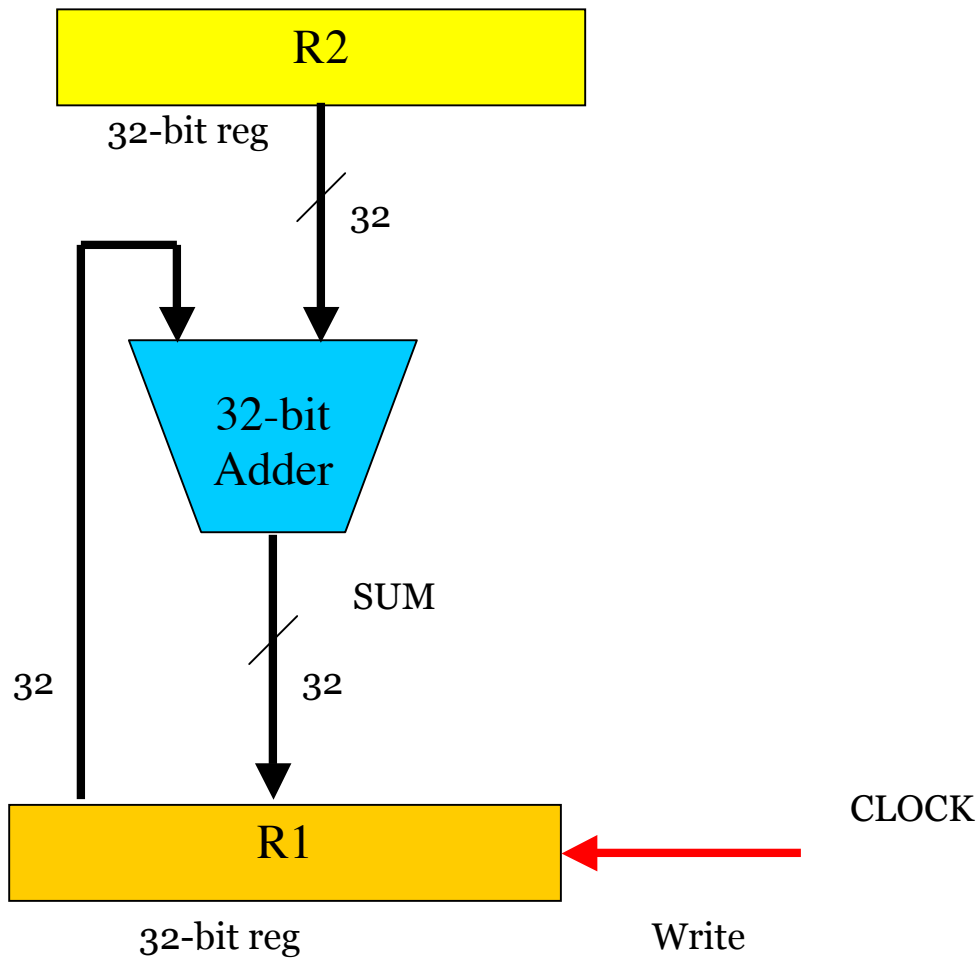 R2
32-bit reg
32
32-bit
Adder
SUM
32
32
CLOCK
R1
32-bit reg
Write